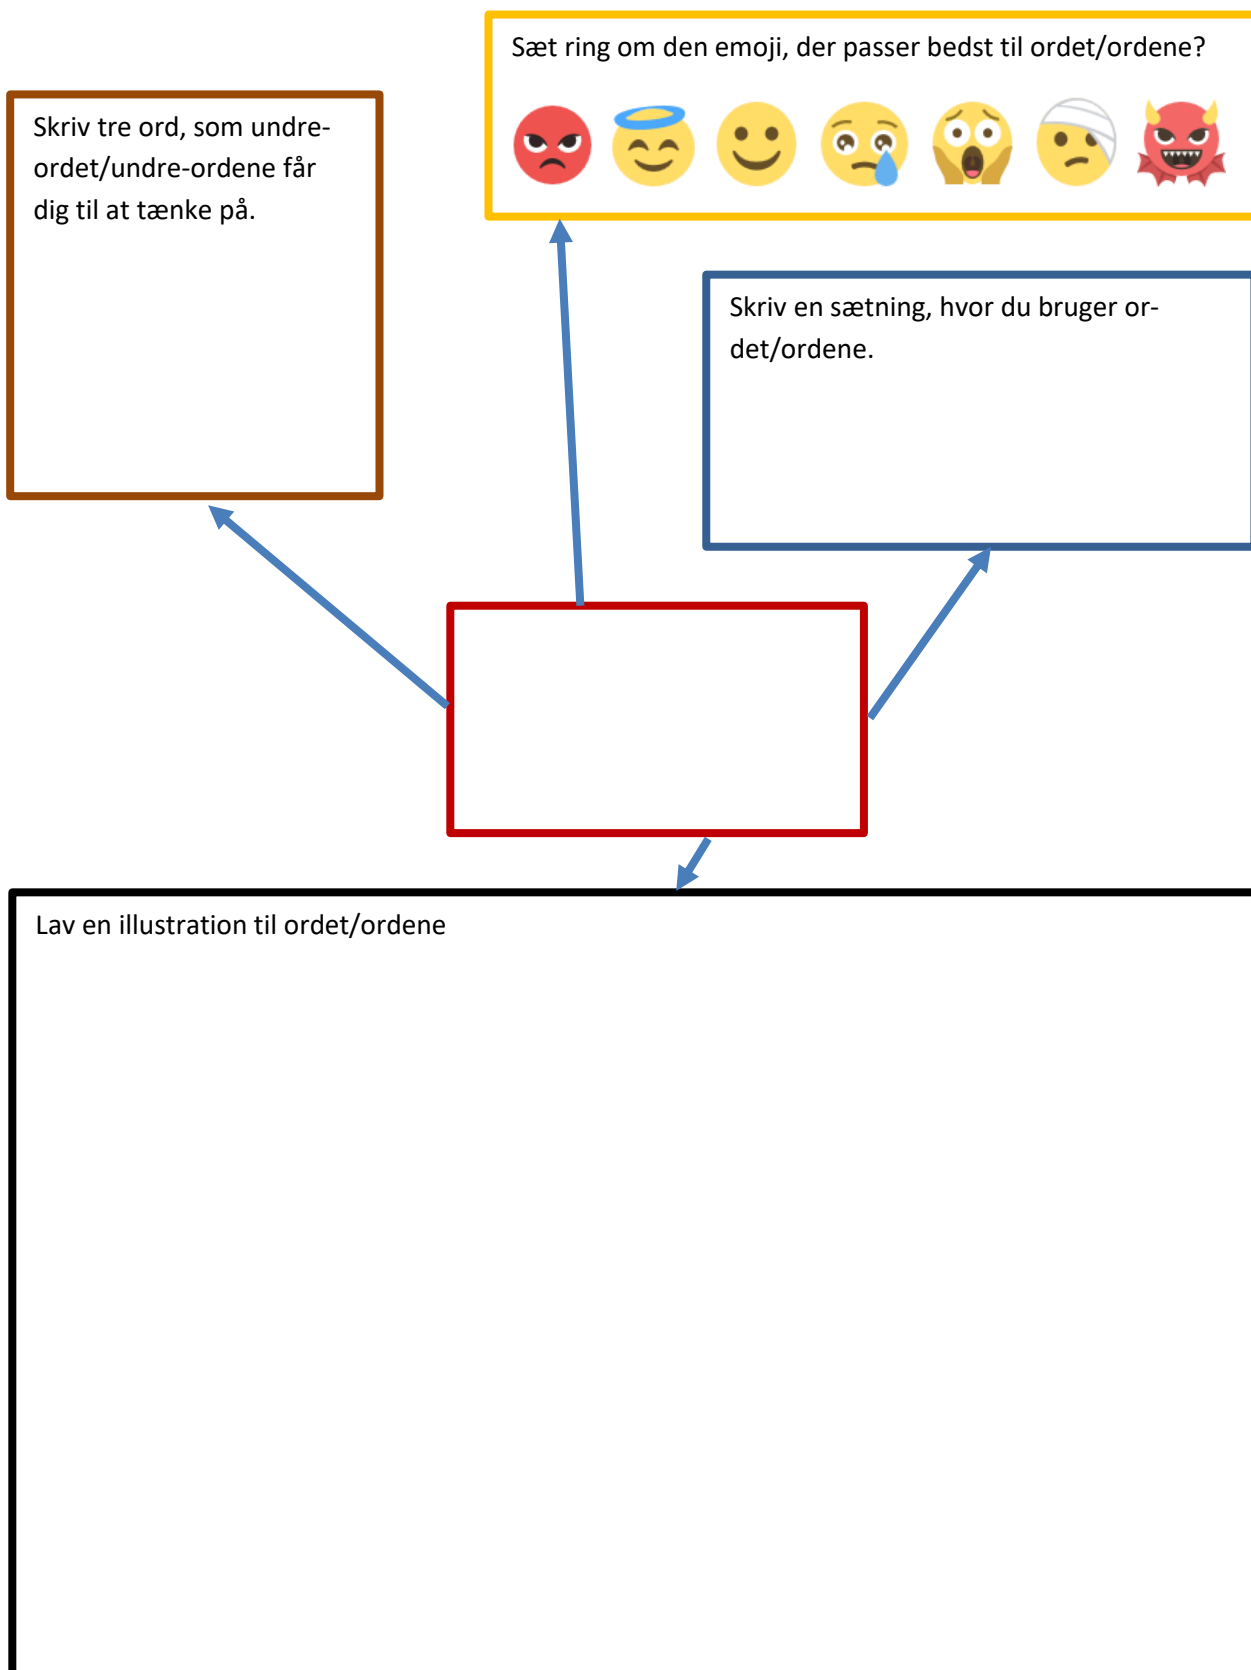 Sæt ring om den emoji, der passer bedst til ordet/ordene?
Skriv tre ord, som undre-
ordet/undre-ordene får
dig til at tænke på.
Skriv en sætning, hvor du bruger or-
det/ordene.
Lav en illustration til ordet/ordene